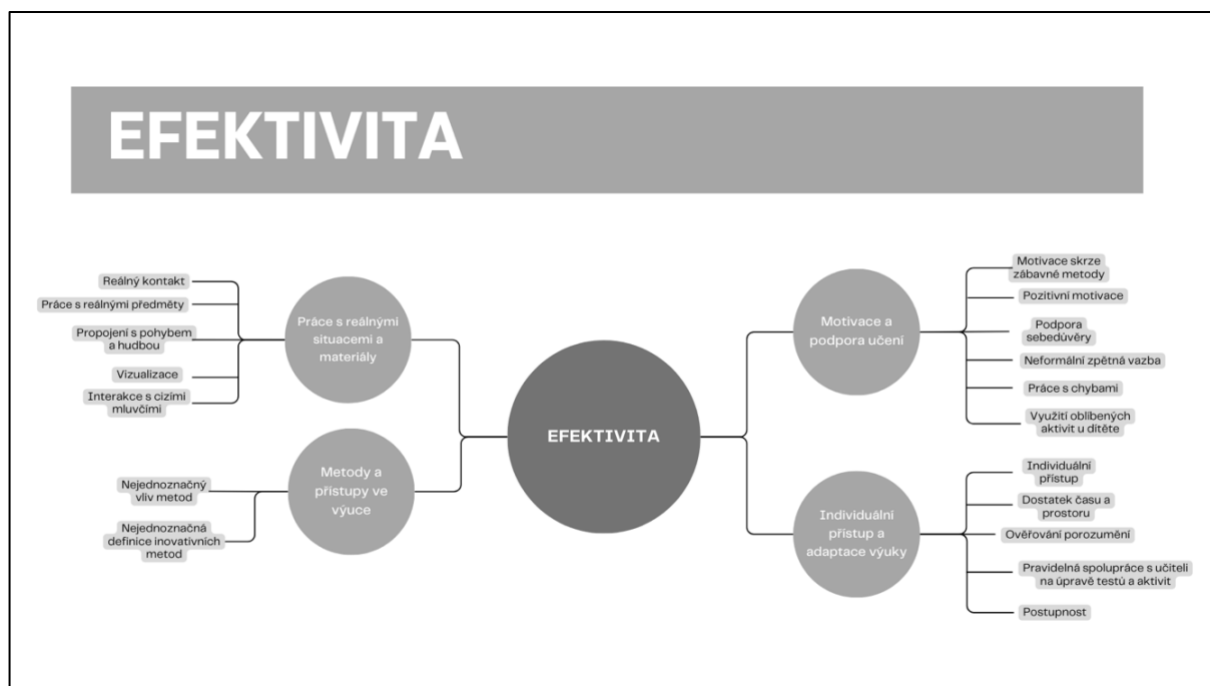 EFEKTIVITA
Reálný kontakt
Práce s reálnými předměty
Propojení s pohybem
a hudbou
Vizualizace
Interakce s cizími
mluvčími
Práce s reálnými
situacemi a
materiály
Nejednoznačný
vliv metod
Nejednoznačná
definice inovativních
metod
Metody a
přístupy ve
výuce
EFEKTIVITA
Motivace a
podpora učení
Motivace skrze
zábavné metody
Pozitivní motivace
Podpora
sebedůvěry
Neformální zpětná vazba
Práce s chybami
Využití oblíbených
aktivit u dítěte
Individuální
přístup a
adaptace výuky
Individuální
přístup
Dostatek času a
prostoru
Ověřování porozumění
Pravidelná spolupráce s učiteli
na úpravě testů a aktivit
Postupnost